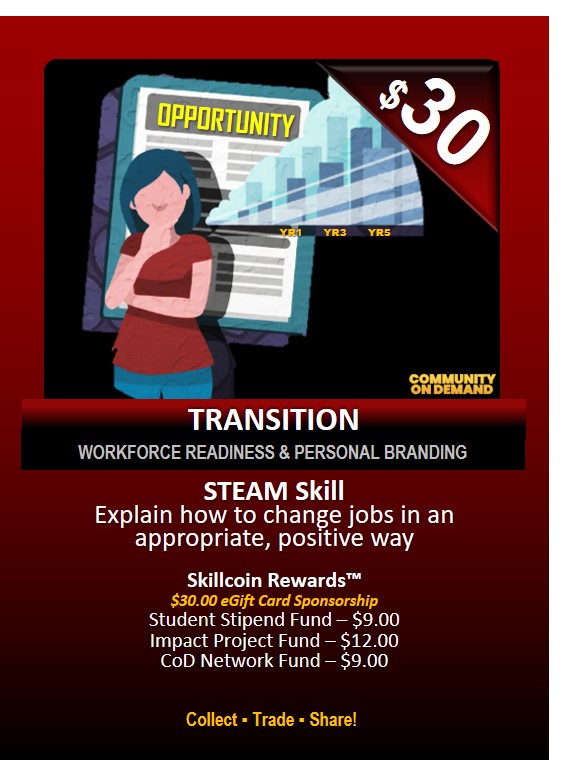 $30
OPPORTUNITY
YR1 YR3 YR5
COMMUNITY
ON DEMAND
TRANSITION
WORKFORCE READINESS & PERSONAL BRANDING
STEAM Skill
Explain how to change jobs in an
appropriate, positive way
Skillcoin Rewards™
$30.00 eGift Card Sponsorship
Student Stipend Fund – $9.00
Impact Project Fund – $12.00
CoD Network Fund – $9.00
Collect ▪ Trade ▪ Share!